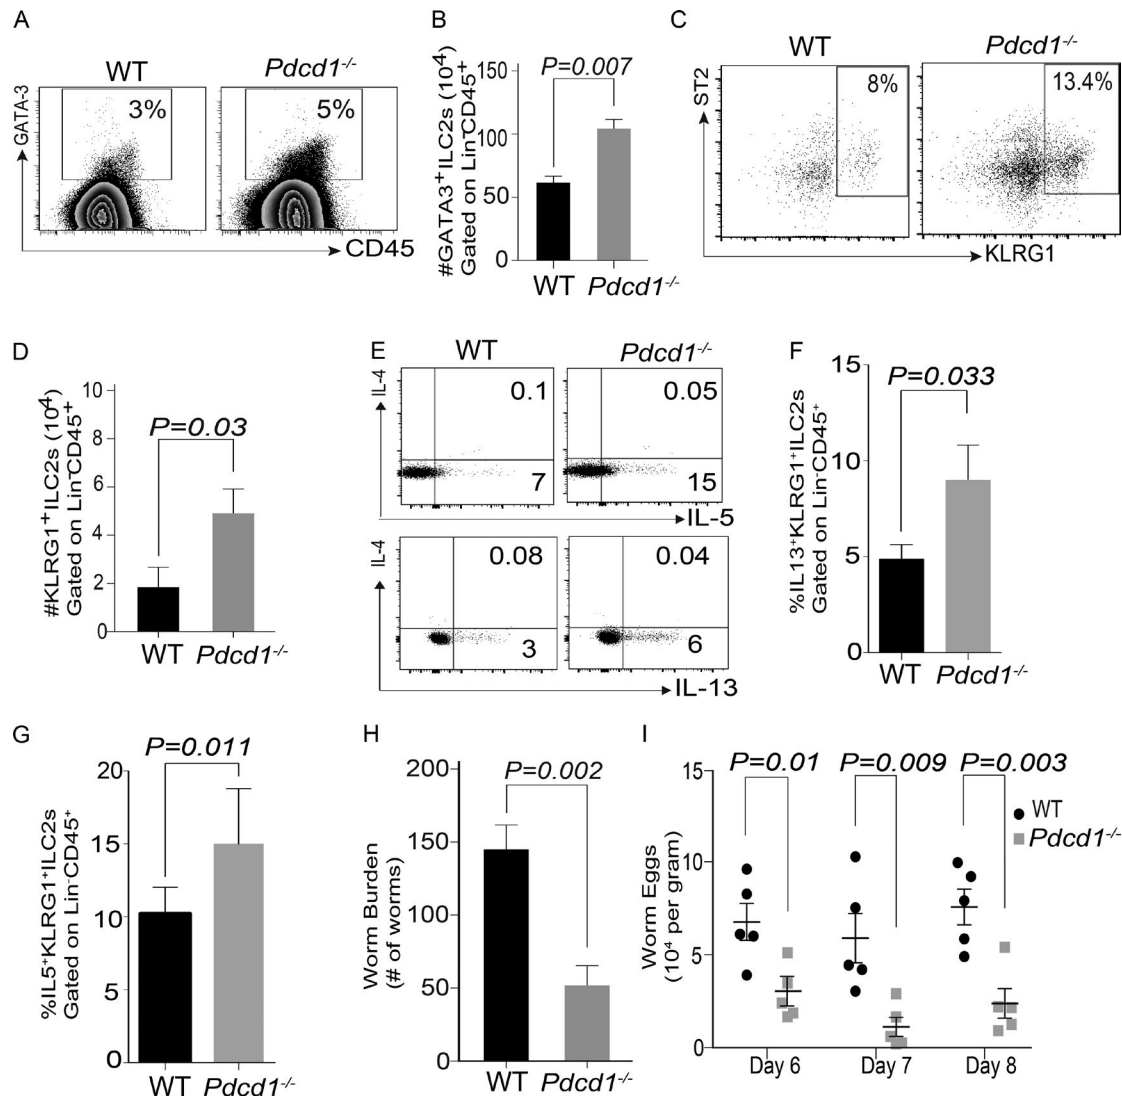 A
WT
Pdcd1-/-
GATA-3
3%
5%
CD45
B
#GATA3+ILC2s (10⁴)
Gated on Lin-CD45+
150
100
50
0
P=0.007
WT
Pdcd1-/-
C
WT
Pdcd1-/-
ST2
8%
13.4%
KLRG1
D
#KLRG1+ILC2s (10⁴)
Gated on Lin-CD45+
10
8
6
4
2
0
P=0.03
WT
Pdcd1-/-
E
WT
Pdcd1-/-
IL-4
0.1
0.05
7
15
IL-5
IL-4
0.08
0.04
3
6
IL-13
F
%IL13+KLRG1+ILC2s
Gated on Lin-CD45+
15
10
5
0
P=0.033
WT
Pdcd1-/-
G
%IL5+KLRG1+ILC2s
Gated on Lin-CD45+
20
15
10
5
0
P=0.011
WT
Pdcd1-/-
H
Worm Burden
(# of worms)
200
150
100
50
0
P=0.002
WT
Pdcd1-/-
I
Worm Eggs
(10⁴ per gram)
15
10
5
0
P=0.01
P=0.009
P=0.003
WT
Pdcd1-/-
Day 6
Day 7
Day 8